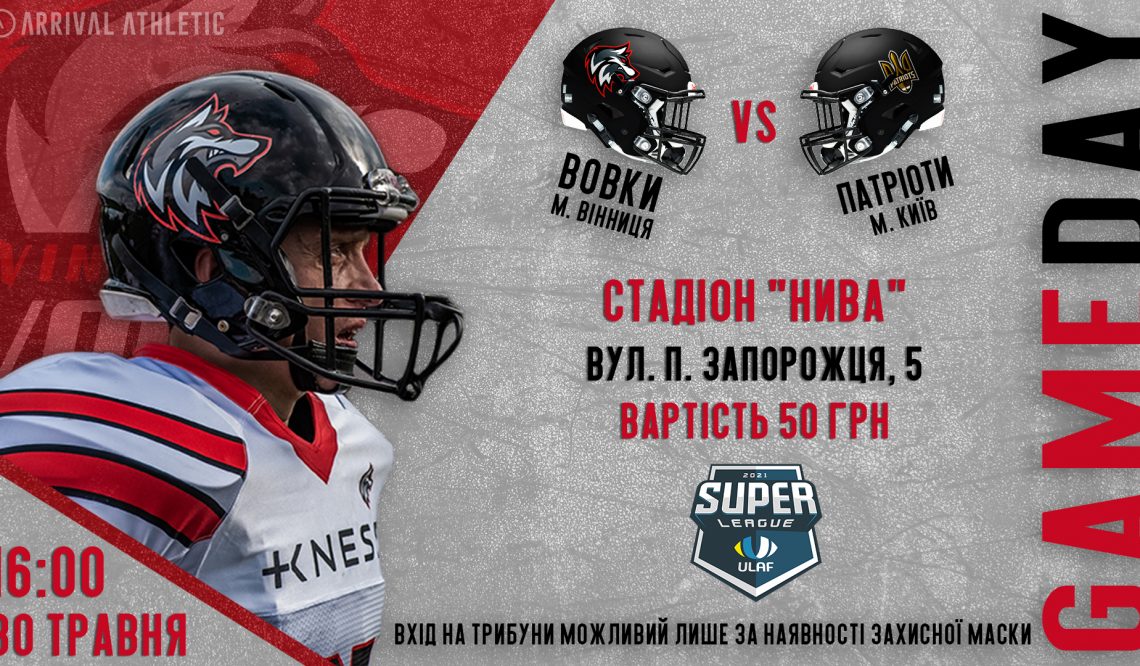 ARRIVAL ATHLETIC
VS
PATRIOTS
ВОВКИ
М. ВІННИЦЯ
ПАТРІОТИ
М. КИЇВ
СТАДІОН "НИВА"
ВУЛ. П. ЗАПОРОЖЦЯ, 5
ВАРТІСТЬ 50 ГРН
2021
SUPER
LEAGUE
ULAF
16:00
30 ТРАВНЯ
ВХІД НА ТРИБУНИ МОЖЛИВИЙ ЛИШЕ ЗА НАЯВНОСТІ ЗАХИСНОЇ МАСКИ
GAMEDAY